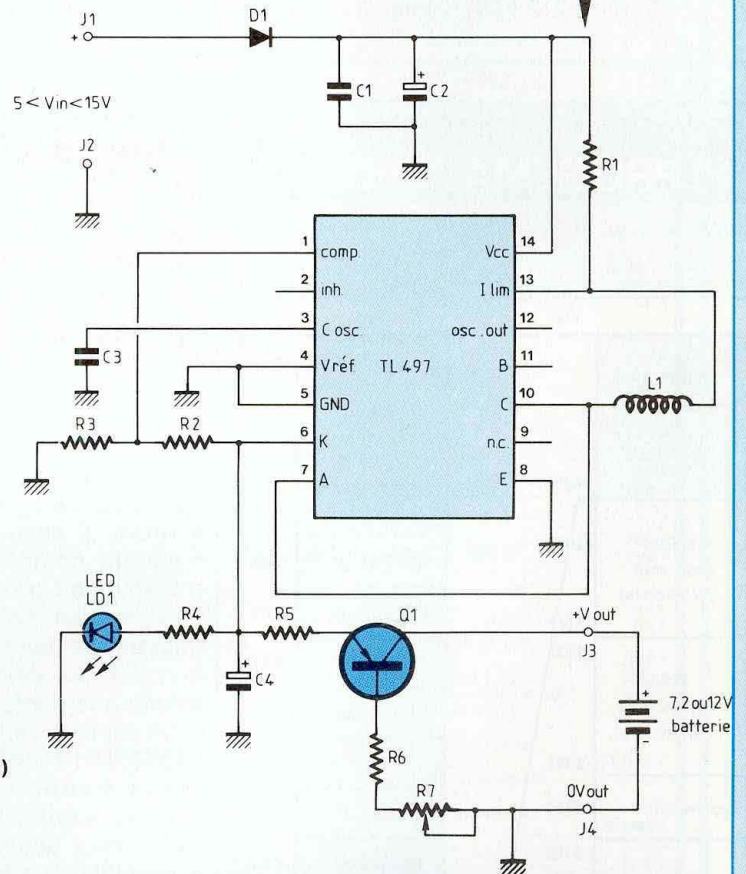 J1
D1
+
5 < Vin < 15V
C1
+
C2
J2
R1
1
comp.
2
inh.
3
C osc
4
Vréf.
5
GND
6
K
7
A
TL 497
14
Vcc
13
I lim
12
osc. out
11
B
10
C
9
n.c.
8
E
C3
L1
R3
R2
LED
LD1
R4
R5
Q1
+V out
J3
+
C4
+
7,2 ou 12V
batterie
-
R6
R7
0V out
J4
)